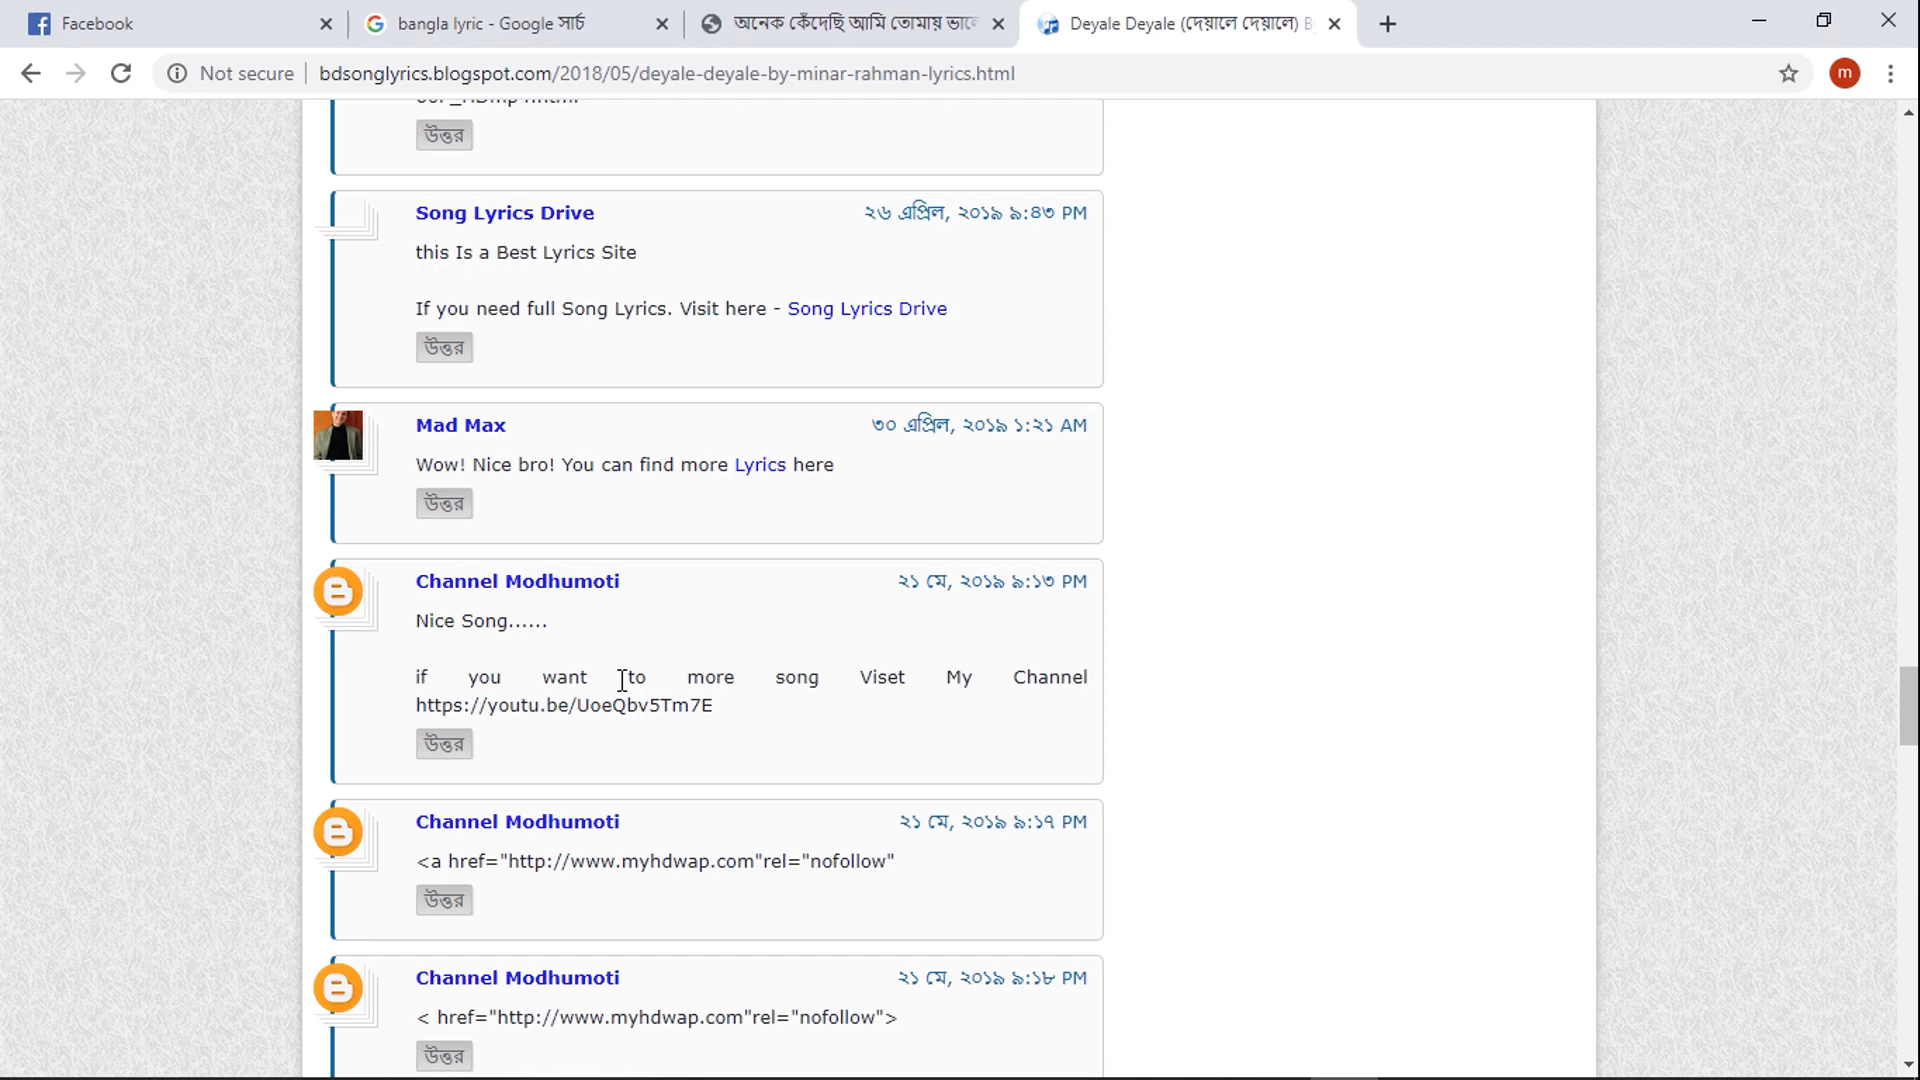 Facebook
bangla lyric - Google সার্চ
অনেক কেঁদেছি আমি তোমায় ভালে
Deyale Deyale (দেয়ালে দেয়ালে) B
Not secure
bdsonglyrics.blogspot.com/2018/05/deyale-deyale-by-minar-rahman-lyrics.html
m
উত্তর
Song Lyrics Drive
২৬ এপ্রিল, ২০১৯ ৯:৪৩ PM
this Is a Best Lyrics Site
If you need full Song Lyrics. Visit here - Song Lyrics Drive
উত্তর
Mad Max
৩০ এপ্রিল, ২০১৯ ১:২১ AM
Wow! Nice bro! You can find more Lyrics here
উত্তর
Channel Modhumoti
২১ মে, ২০১৯ ৯:১৩ PM
Nice Song......
if you want to more song Viset My Channel
https://youtu.be/UoeQbv5Tm7E
উত্তর
Channel Modhumoti
২১ মে, ২০১৯ ৯:১৭ PM
<a href="http://www.myhdwap.com"rel="nofollow"
উত্তর
Channel Modhumoti
২১ মে, ২০১৯ ৯:১৮ PM
< href="http://www.myhdwap.com"rel="nofollow">
উত্তর